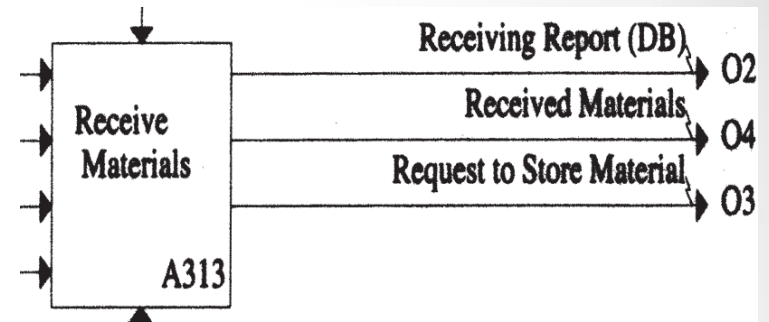 Receiving Report (DB)
O2
Receive
Materials
Received Materials
O4
Request to Store Material
O3
A313